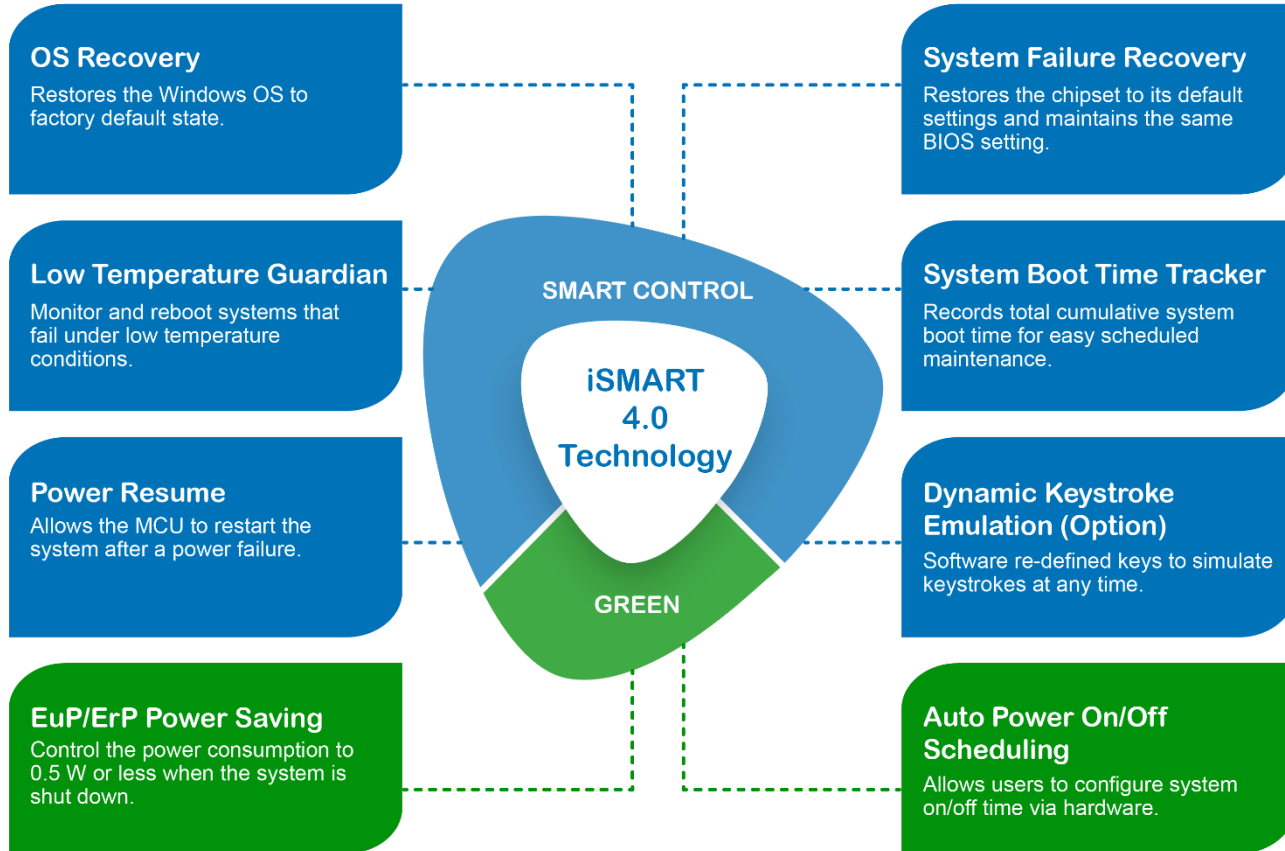 OS Recovery
Restores the Windows OS to
factory default state.
System Failure Recovery
Restores the chipset to its default
settings and maintains the same
BIOS setting.
Low Temperature Guardian
Monitor and reboot systems that
fail under low temperature
conditions.
SMART CONTROL
System Boot Time Tracker
Records total cumulative system
boot time for easy scheduled
maintenance.
iSMART
4.0
Technology
Power Resume
Allows the MCU to restart the
system after a power failure.
Dynamic Keystroke
Emulation (Option)
Software re-defined keys to simulate
keystrokes at any time.
GREEN
EuP/ErP Power Saving
Control the power consumption to
0.5 W or less when the system is
shut down.
Auto Power On/Off
Scheduling
Allows users to configure system
on/off time via hardware.